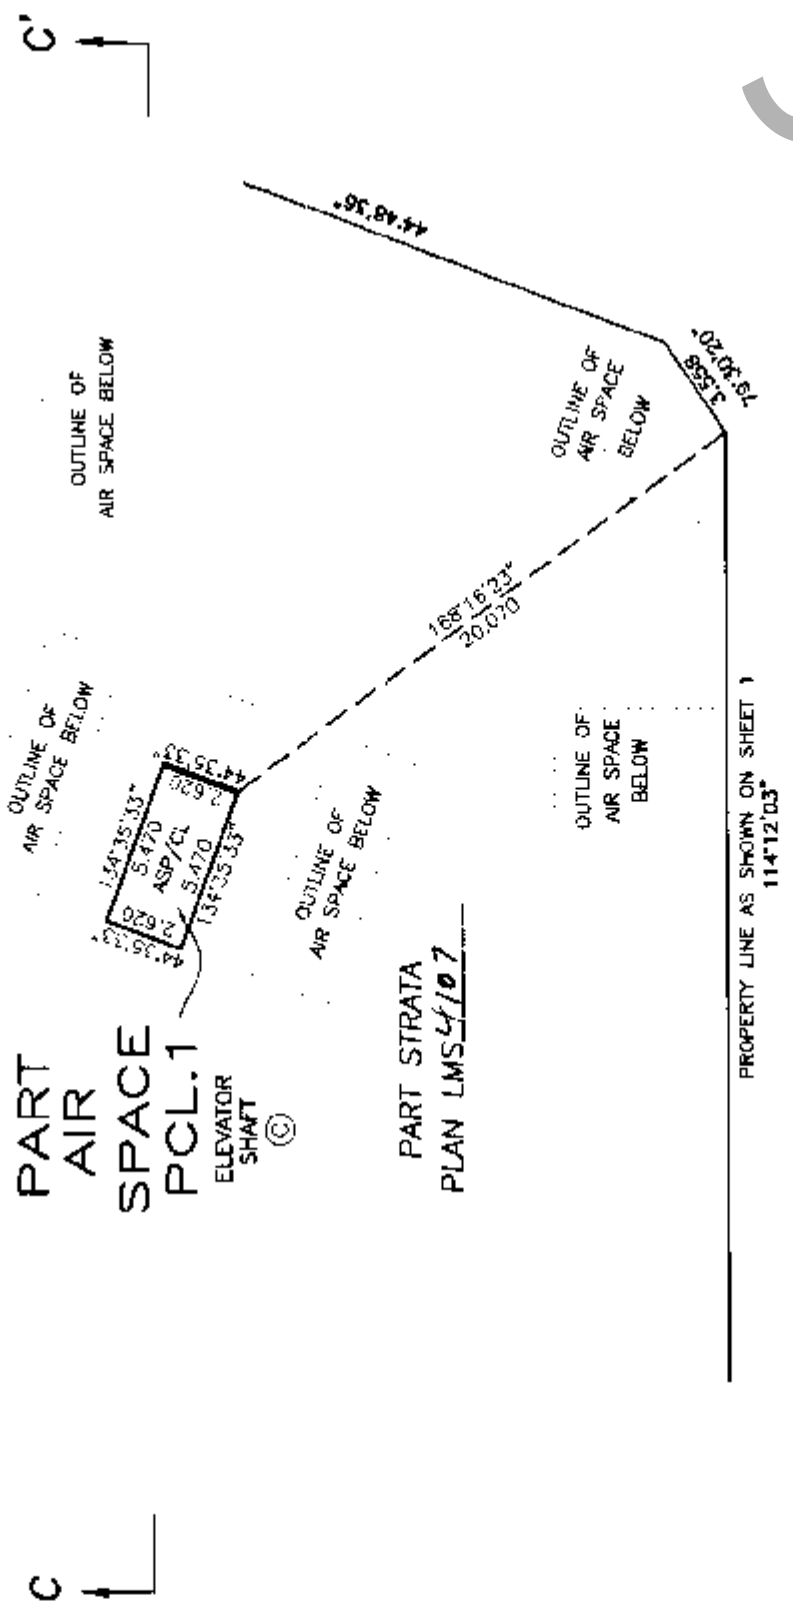 C'
44°48'36"
OUTLINE OF
AIR SPACE BELOW
OUTLINE OF
AIR SPACE
BELOW
3.558
79°30'20"
168°16'23"
20.070
OUTLINE OF
AIR SPACE BELOW
134°35'33"
5.470
ASP/CL
5.470
134°35'33"
2.620
44°35'33"
2.620
44°35'33"
OUTLINE OF
AIR SPACE BELOW
OUTLINE OF
AIR SPACE
BELOW
PART
AIR
SPACE
PCL.1
ELEVATOR
SHAFT
©
PART STRATA
PLAN LMS 4107
PROPERTY LINE AS SHOWN ON SHEET 1
114°12'03"
C